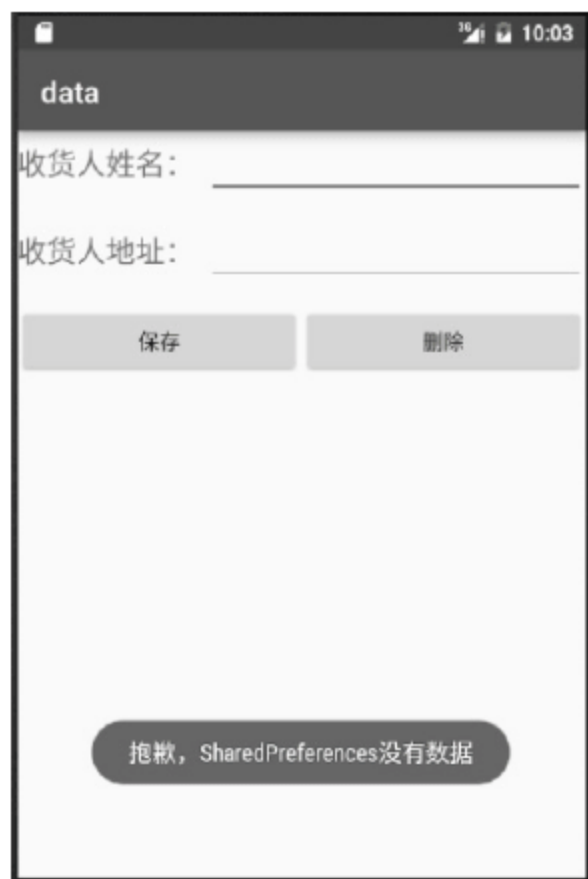 3G 10:03
data
收货人姓名：
收货人地址：
保存 删除
抱歉，SharedPreferences没有数据